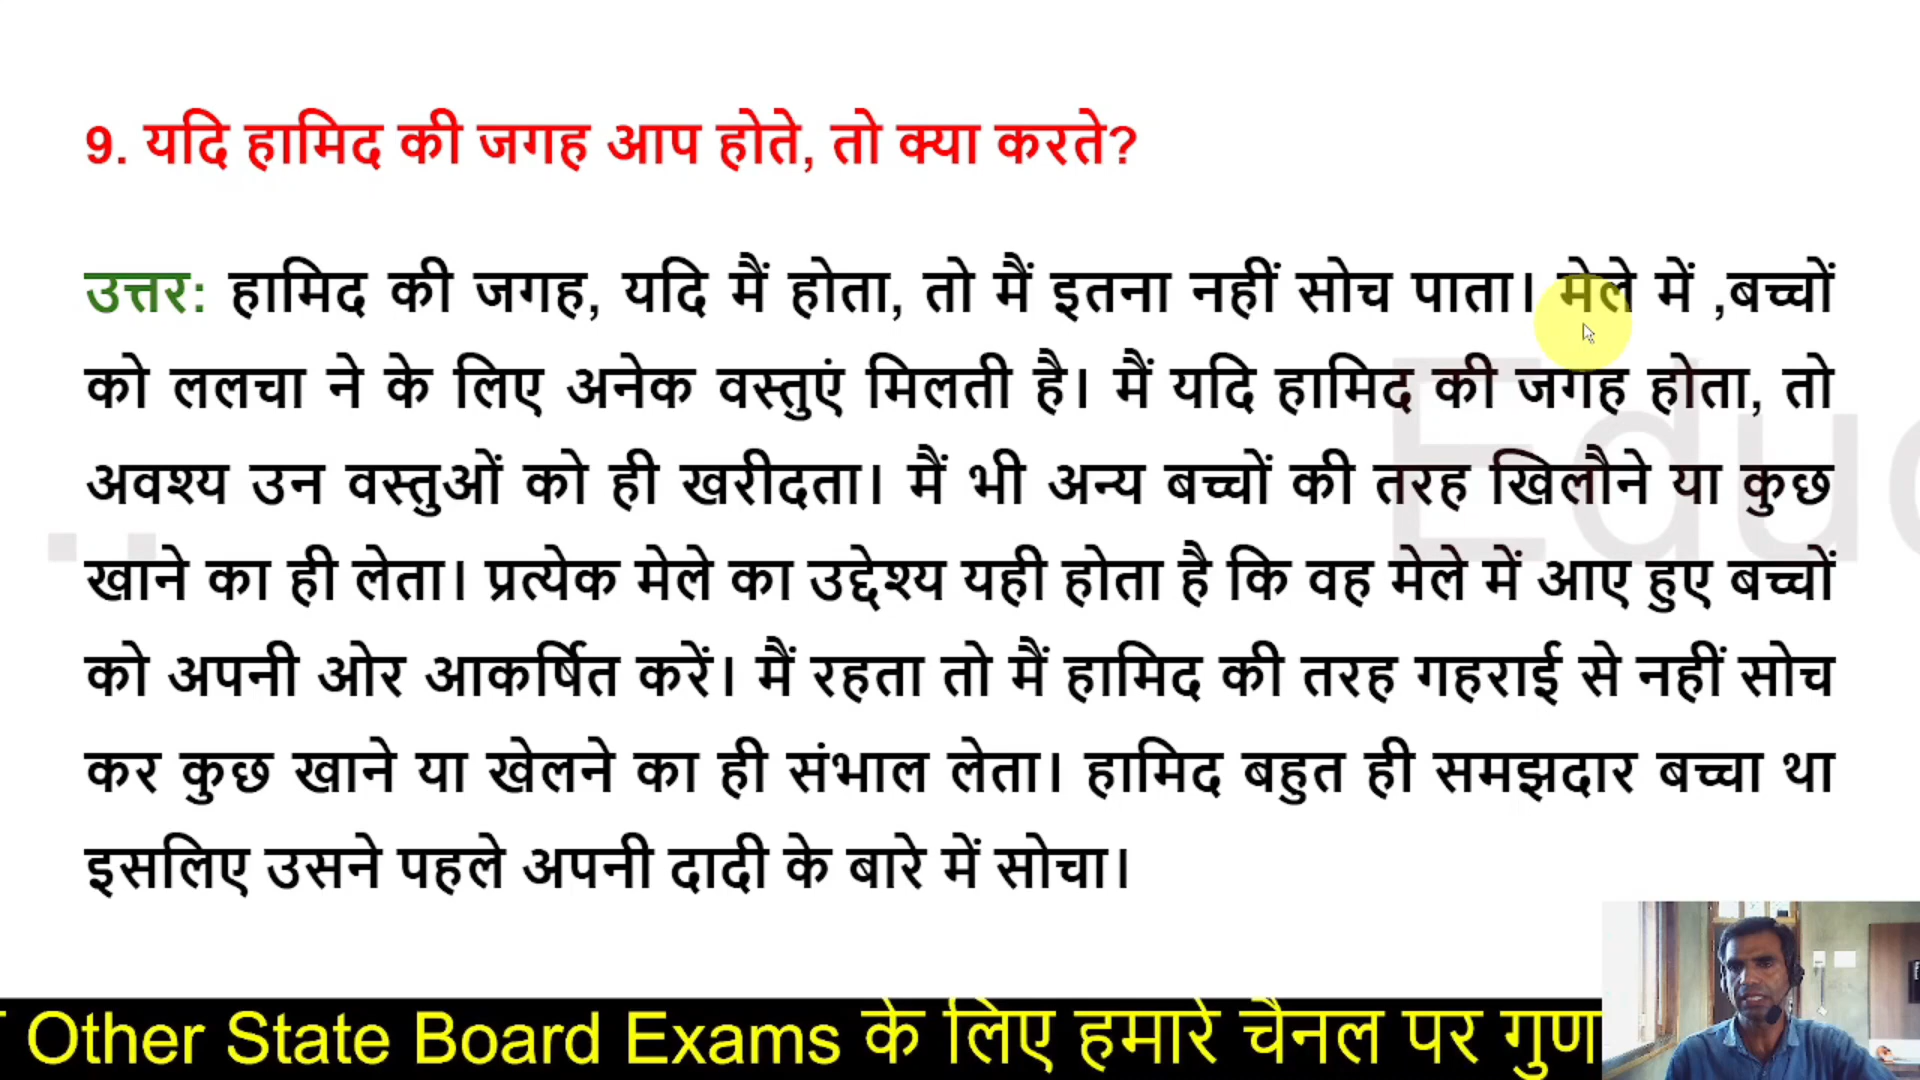 9. यदि हामिद की जगह आप होते, तो क्या करते?
उत्तर: हामिद की जगह, यदि मैं होता, तो मैं इतना नहीं सोच पाता। मेले में ,बच्चों
को ललचा ने के लिए अनेक वस्तुएं मिलती है। मैं यदि हामिद की जगह होता, तो
अवश्य उन वस्तुओं को ही खरीदता। मैं भी अन्य बच्चों की तरह खिलौने या कुछ
खाने का ही लेता। प्रत्येक मेले का उद्देश्य यही होता है कि वह मेले में आए हुए बच्चों
को अपनी ओर आकर्षित करें। मैं रहता तो मैं हामिद की तरह गहराई से नहीं सोच
कर कुछ खाने या खेलने का ही संभाल लेता। हामिद बहुत ही समझदार बच्चा था
इसलिए उसने पहले अपनी दादी के बारे में सोचा।
Other State Board Exams के लिए हमारे चैनल पर गुण